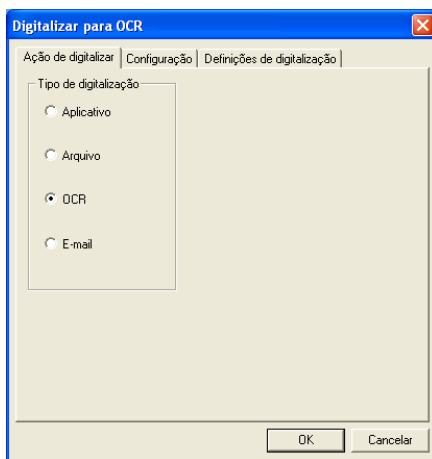 Digitalizar para OCR
Ação de digitalizar Configuração Definições de digitalização
Tipo de digitalização
Aplicativo
Arquivo
OCR
E-mail
OK Cancelar